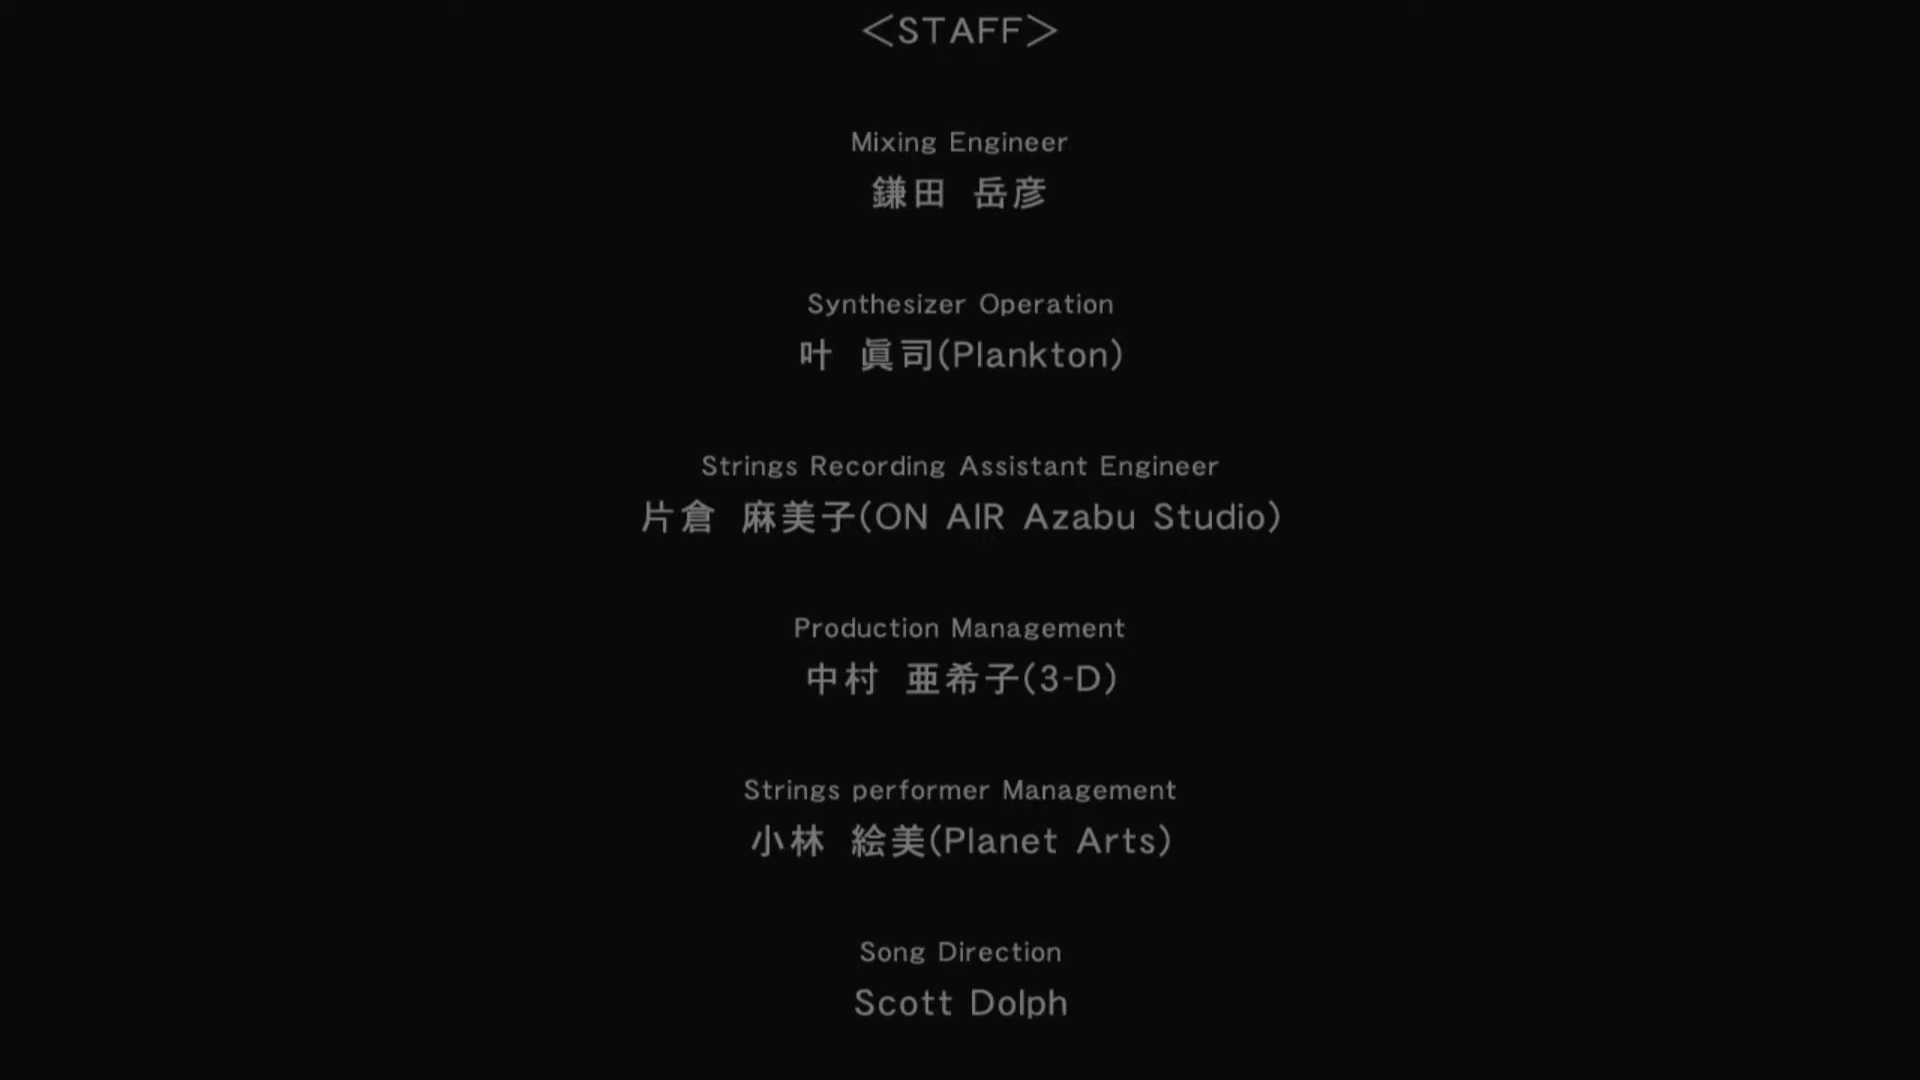 <STAFF>
Mixing Engineer
鎌田 岳彦
Synthesizer Operation
叶 眞司(Plankton)
Strings Recording Assistant Engineer
片倉 麻美子(ON AIR Azabu Studio)
Production Management
中村 亜希子(3-D)
Strings performer Management
小林 絵美(Planet Arts)
Song Direction
Scott Dolph